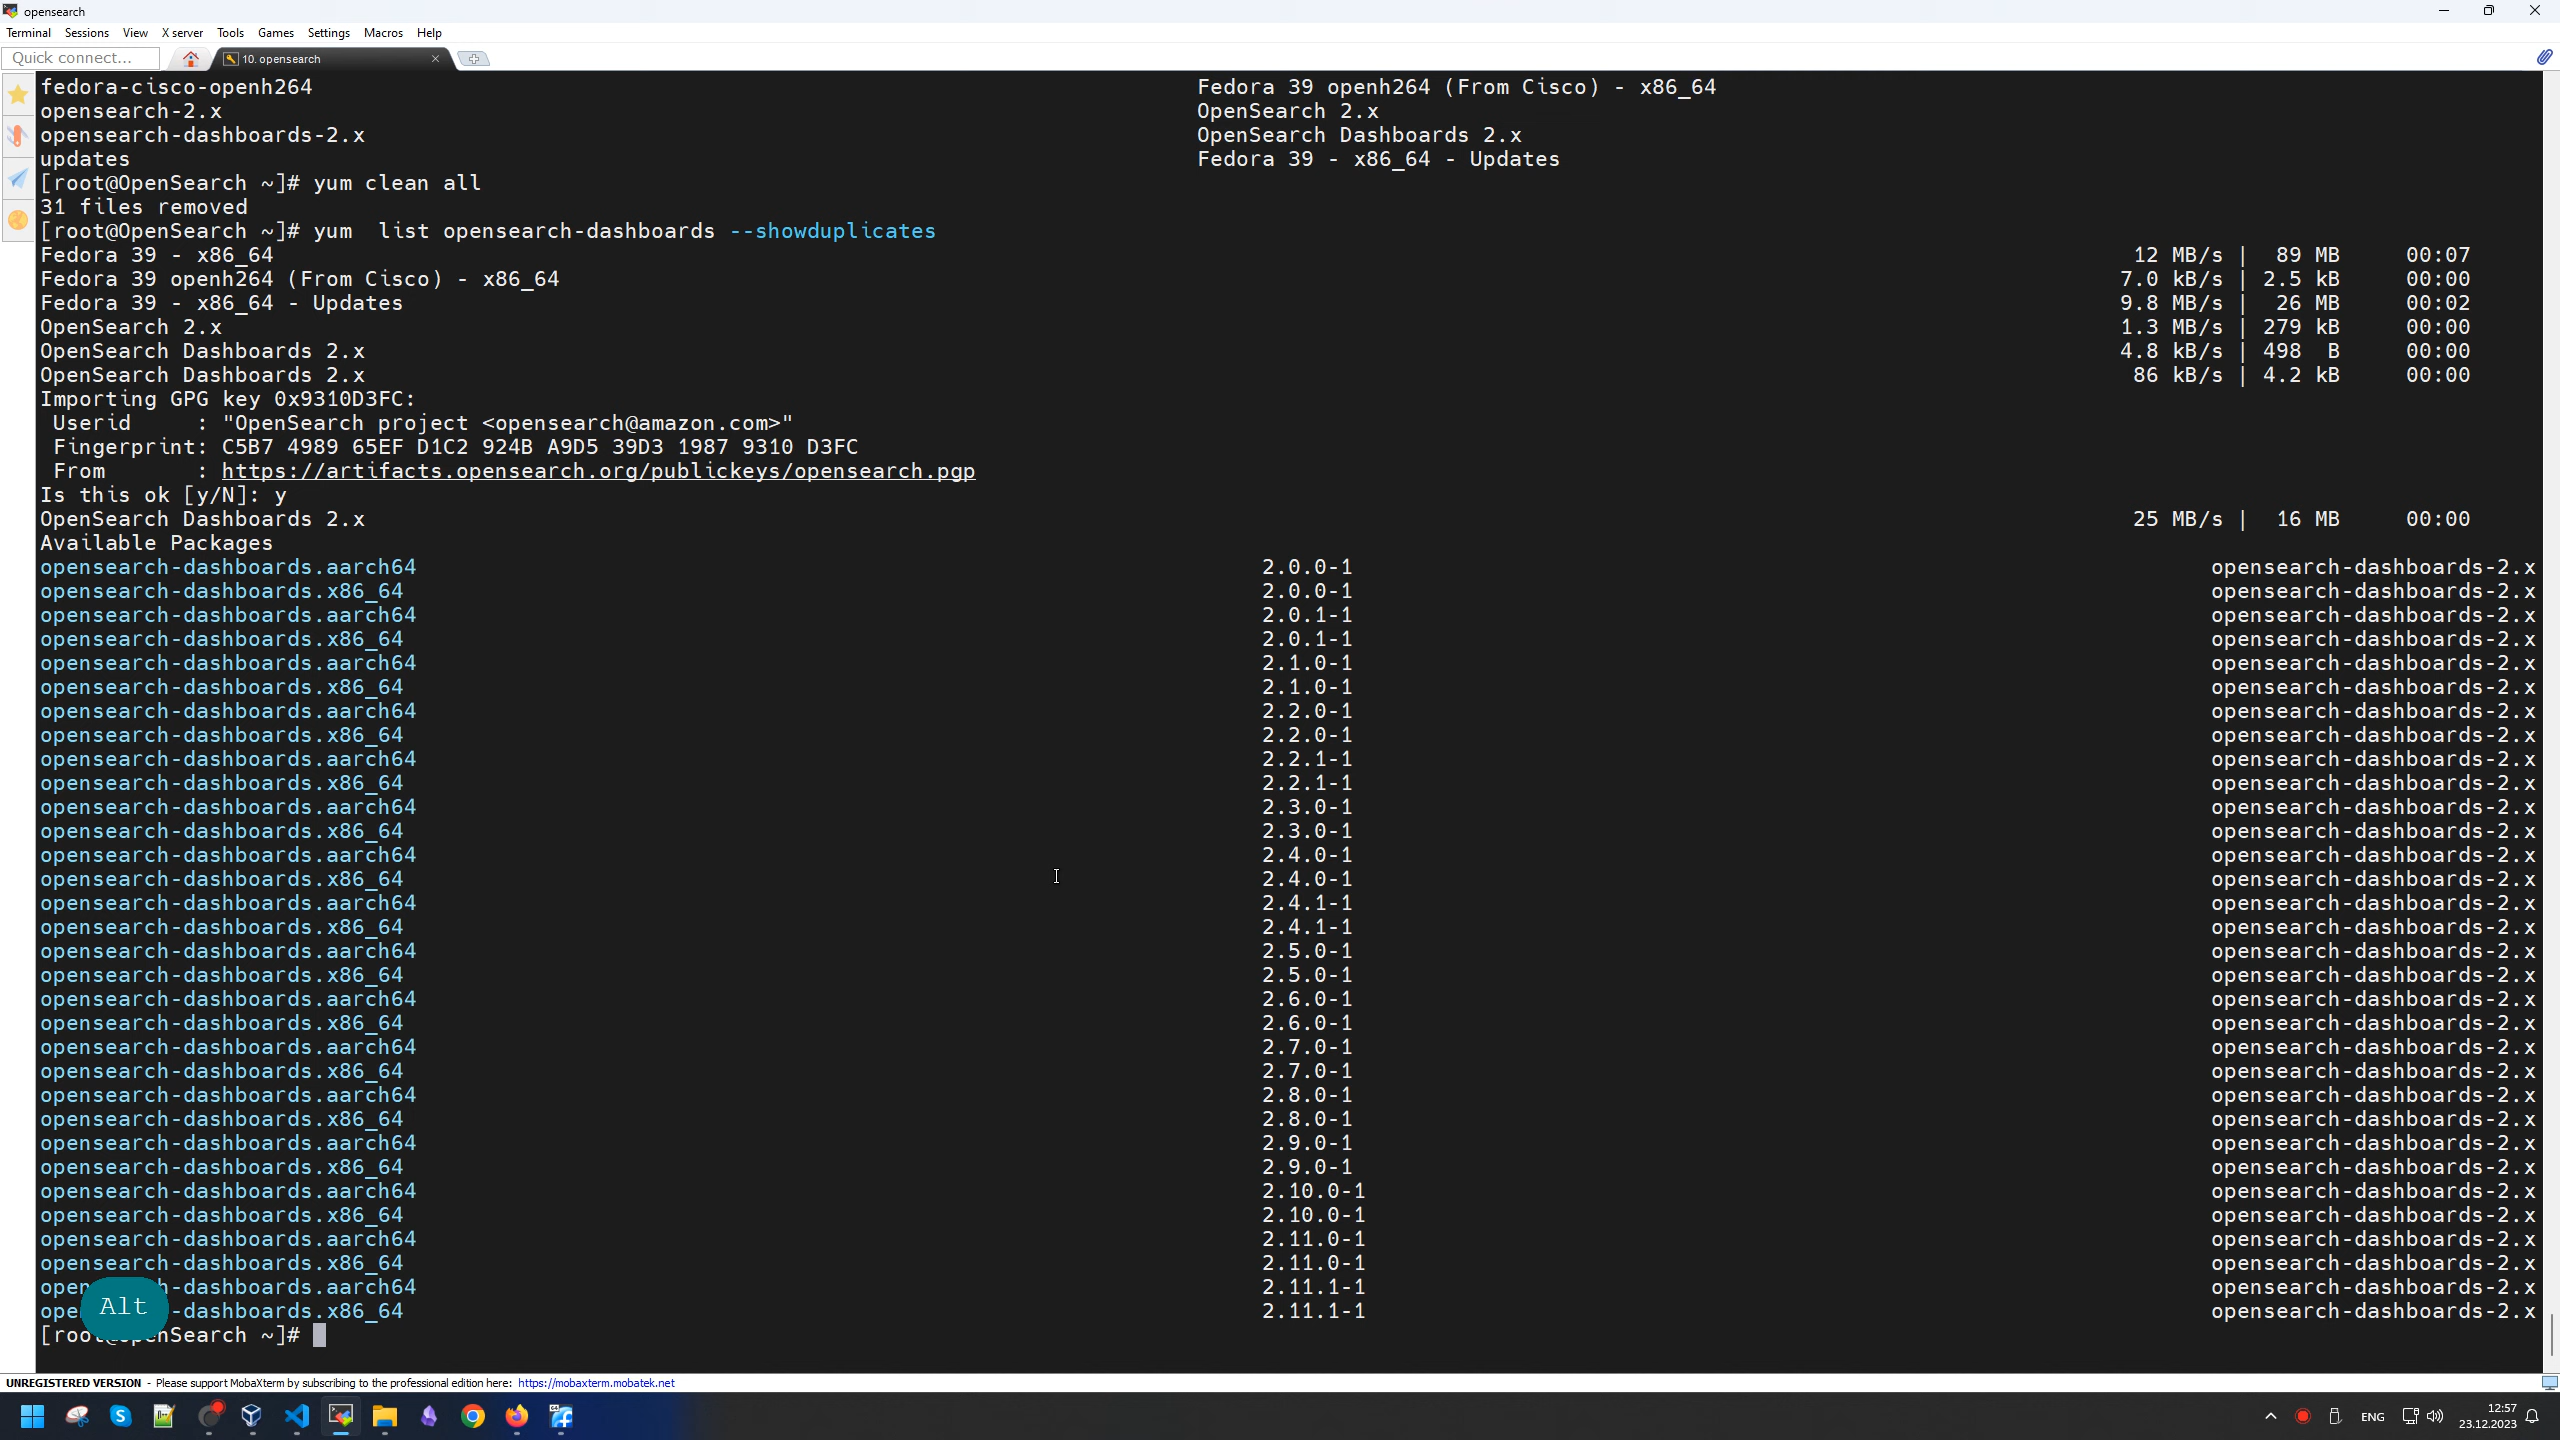 opensearch
Terminal Sessions View X server Tools Games Settings Macros Help
Quick connect... 10. opensearch
fedora-cisco-openh264 Fedora 39 openh264 (From Cisco) - x86_64
opensearch-2.x OpenSearch 2.x
opensearch-dashboards-2.x OpenSearch Dashboards 2.x
updates Fedora 39 - x86_64 - Updates
[root@OpenSearch ~]# yum clean all
31 files removed
[root@OpenSearch ~]# yum  list opensearch-dashboards --showduplicates
Fedora 39 - x86_64 12 MB/s | 89 MB 00:07
Fedora 39 openh264 (From Cisco) - x86_64 7.0 kB/s | 2.5 kB 00:00
Fedora 39 - x86_64 - Updates 9.8 MB/s | 26 MB 00:02
OpenSearch 2.x 1.3 MB/s | 279 kB 00:00
OpenSearch Dashboards 2.x 4.8 kB/s | 498 B 00:00
OpenSearch Dashboards 2.x 86 kB/s | 4.2 kB 00:00
Importing GPG key 0x9310D3FC:
Userid : "OpenSearch project <opensearch@amazon.com>"
Fingerprint: C5B7 4989 65EF D1C2 924B A9D5 39D3 1987 9310 D3FC
From : https://artifacts.opensearch.org/publickeys/opensearch.pgp
Is this ok [y/N]: y
OpenSearch Dashboards 2.x 25 MB/s | 16 MB 00:00
Available Packages
opensearch-dashboards.aarch64 2.0.0-1 opensearch-dashboards-2.x
opensearch-dashboards.x86_64 2.0.0-1 opensearch-dashboards-2.x
opensearch-dashboards.aarch64 2.0.1-1 opensearch-dashboards-2.x
opensearch-dashboards.x86_64 2.0.1-1 opensearch-dashboards-2.x
opensearch-dashboards.aarch64 2.1.0-1 opensearch-dashboards-2.x
opensearch-dashboards.x86_64 2.1.0-1 opensearch-dashboards-2.x
opensearch-dashboards.aarch64 2.2.0-1 opensearch-dashboards-2.x
opensearch-dashboards.x86_64 2.2.0-1 opensearch-dashboards-2.x
opensearch-dashboards.aarch64 2.2.1-1 opensearch-dashboards-2.x
opensearch-dashboards.x86_64 2.2.1-1 opensearch-dashboards-2.x
opensearch-dashboards.aarch64 2.3.0-1 opensearch-dashboards-2.x
opensearch-dashboards.x86_64 2.3.0-1 opensearch-dashboards-2.x
opensearch-dashboards.aarch64 2.4.0-1 opensearch-dashboards-2.x
opensearch-dashboards.x86_64 2.4.0-1 opensearch-dashboards-2.x
opensearch-dashboards.aarch64 2.4.1-1 opensearch-dashboards-2.x
opensearch-dashboards.x86_64 2.4.1-1 opensearch-dashboards-2.x
opensearch-dashboards.aarch64 2.5.0-1 opensearch-dashboards-2.x
opensearch-dashboards.x86_64 2.5.0-1 opensearch-dashboards-2.x
opensearch-dashboards.aarch64 2.6.0-1 opensearch-dashboards-2.x
opensearch-dashboards.x86_64 2.6.0-1 opensearch-dashboards-2.x
opensearch-dashboards.aarch64 2.7.0-1 opensearch-dashboards-2.x
opensearch-dashboards.x86_64 2.7.0-1 opensearch-dashboards-2.x
opensearch-dashboards.aarch64 2.8.0-1 opensearch-dashboards-2.x
opensearch-dashboards.x86_64 2.8.0-1 opensearch-dashboards-2.x
opensearch-dashboards.aarch64 2.9.0-1 opensearch-dashboards-2.x
opensearch-dashboards.x86_64 2.9.0-1 opensearch-dashboards-2.x
opensearch-dashboards.aarch64 2.10.0-1 opensearch-dashboards-2.x
opensearch-dashboards.x86_64 2.10.0-1 opensearch-dashboards-2.x
opensearch-dashboards.aarch64 2.11.0-1 opensearch-dashboards-2.x
opensearch-dashboards.x86_64 2.11.0-1 opensearch-dashboards-2.x
open h-dashboards.aarch64 2.11.1-1 opensearch-dashboards-2.x
Alt
ope -dashboards.x86_64 2.11.1-1 opensearch-dashboards-2.x
[root@OpenSearch ~]#
UNREGISTERED VERSION - Please support MobaXterm by subscribing to the professional edition here: https://mobaxterm.mobatek.net
ENG 12:57
23.12.2023